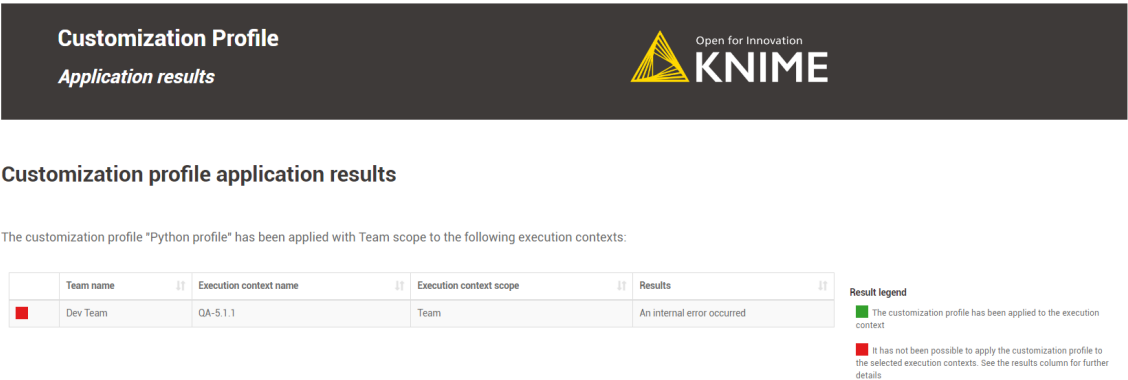 Customization Profile
Application results
Open for Innovation
KNIME
Customization profile application results
The customization profile "Python profile" has been applied with Team scope to the following execution contexts:
Team name Execution context name Execution context scope Results
Dev Team QA-5.1.1 Team An internal error occurred
Result legend
The customization profile has been applied to the execution
context
It has not been possible to apply the customization profile to
the selected execution contexts. See the results column for further
details